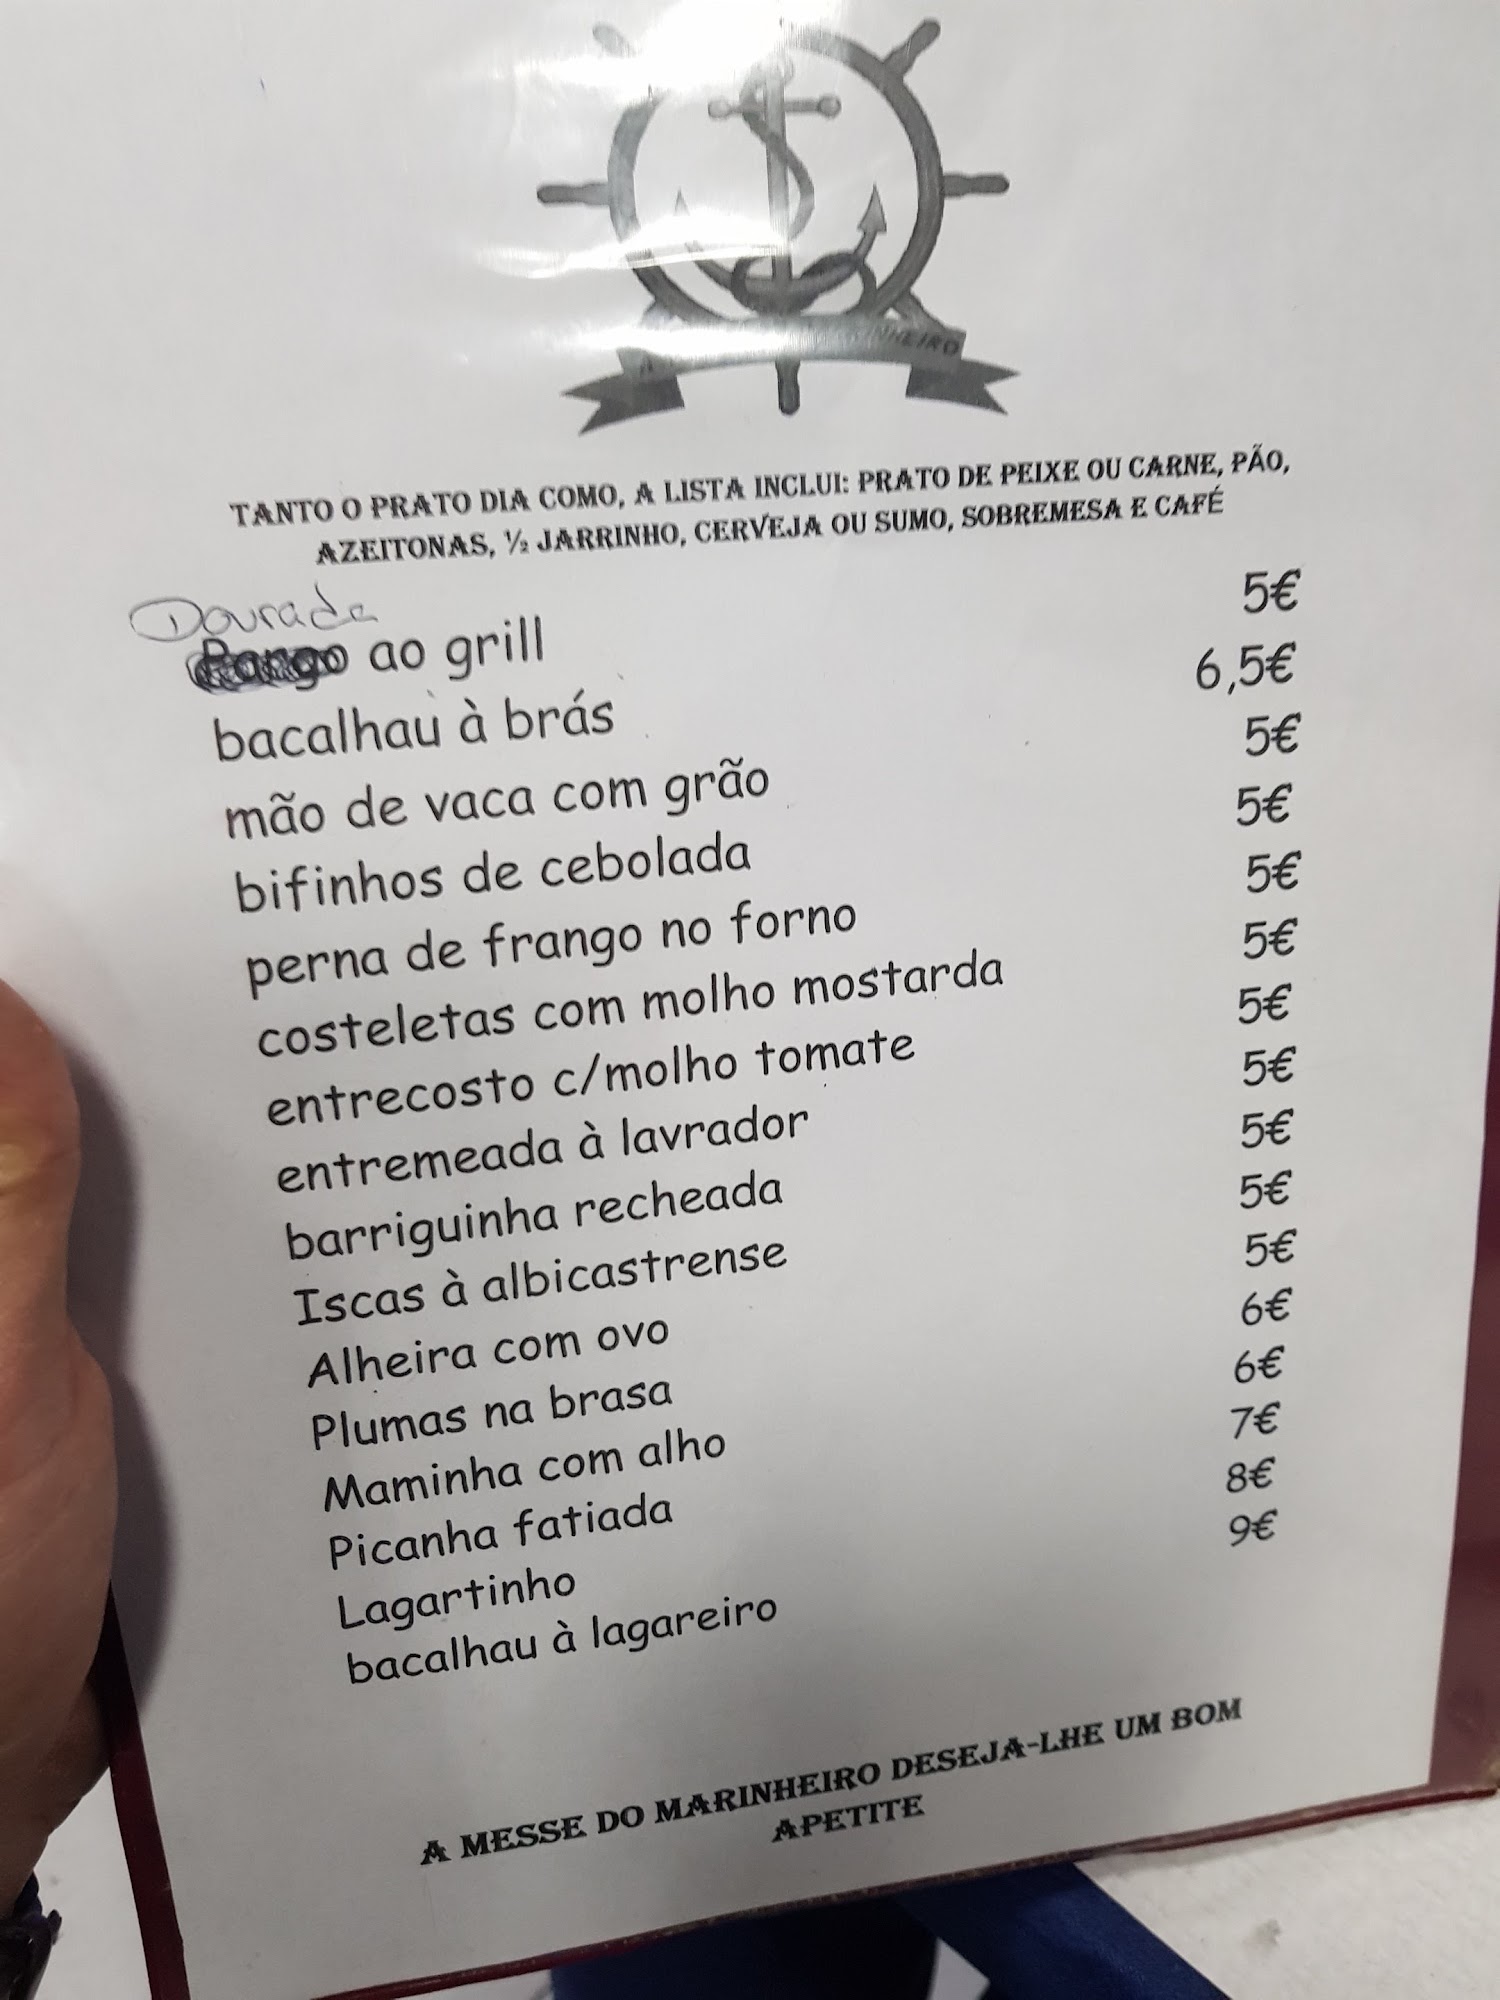 NHEIRO
TANTO O PRATO DIA COMO, A LISTA INCLUI: PRATO DE PEIXE OU CARNE, PÃO,
AZEITONAS, ½ JARRINHO, CERVEJA OU SUMO, SOBREMESA E CAFÉ
Dourada
Pango ao grill 5€
bacalhau à brás 6,5€
mão de vaca com grão 5€
bifinhos de cebolada 5€
perna de frango no forno 5€
costeletas com molho mostarda 5€
entrecosto c/molho tomate 5€
entremeada à lavrador 5€
barriguinha recheada 5€
Iscas à albicastrense 5€
Alheira com ovo 5€
Plumas na brasa 6€
Maminha com alho 6€
Picanha fatiada 7€
Lagartinho 8€
bacalhau à lagareiro 9€
A MESSE DO MARINHEIRO DESEJA-LHE UM BOM
APETITE